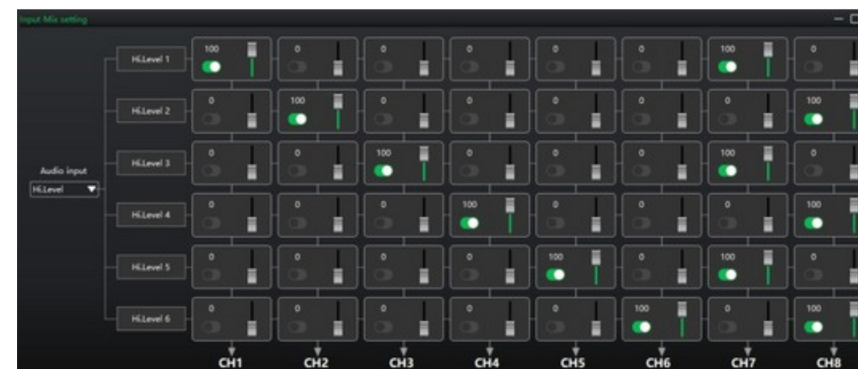 Input Mix setting
Hi.Level 1 100 0 0 0 0 0 100 0
Hi.Level 2 0 100 0 0 0 0 0 100
Audio input
Hi.Level
Hi.Level 3 0 0 100 0 0 0 100 0
Hi.Level 4 0 0 0 100 0 0 0 100
Hi.Level 5 0 0 0 0 100 0 100 0
Hi.Level 6 0 0 0 0 0 100 0 100
CH1 CH2 CH3 CH4 CH5 CH6 CH7 CH8